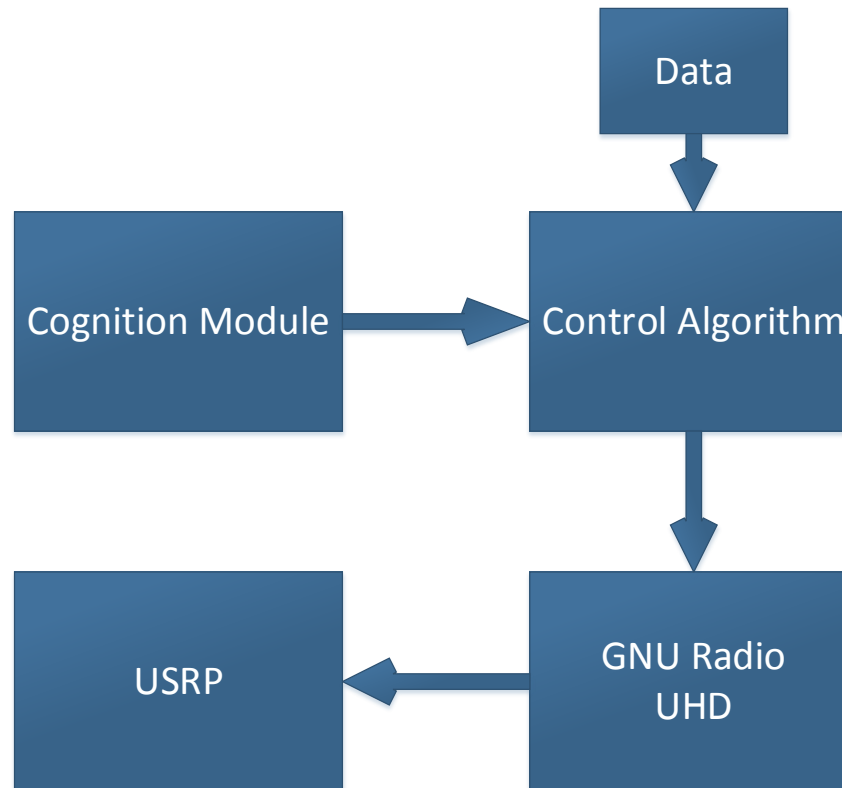 Data
Cognition Module
Control Algorithm
USRP
GNU Radio
UHD